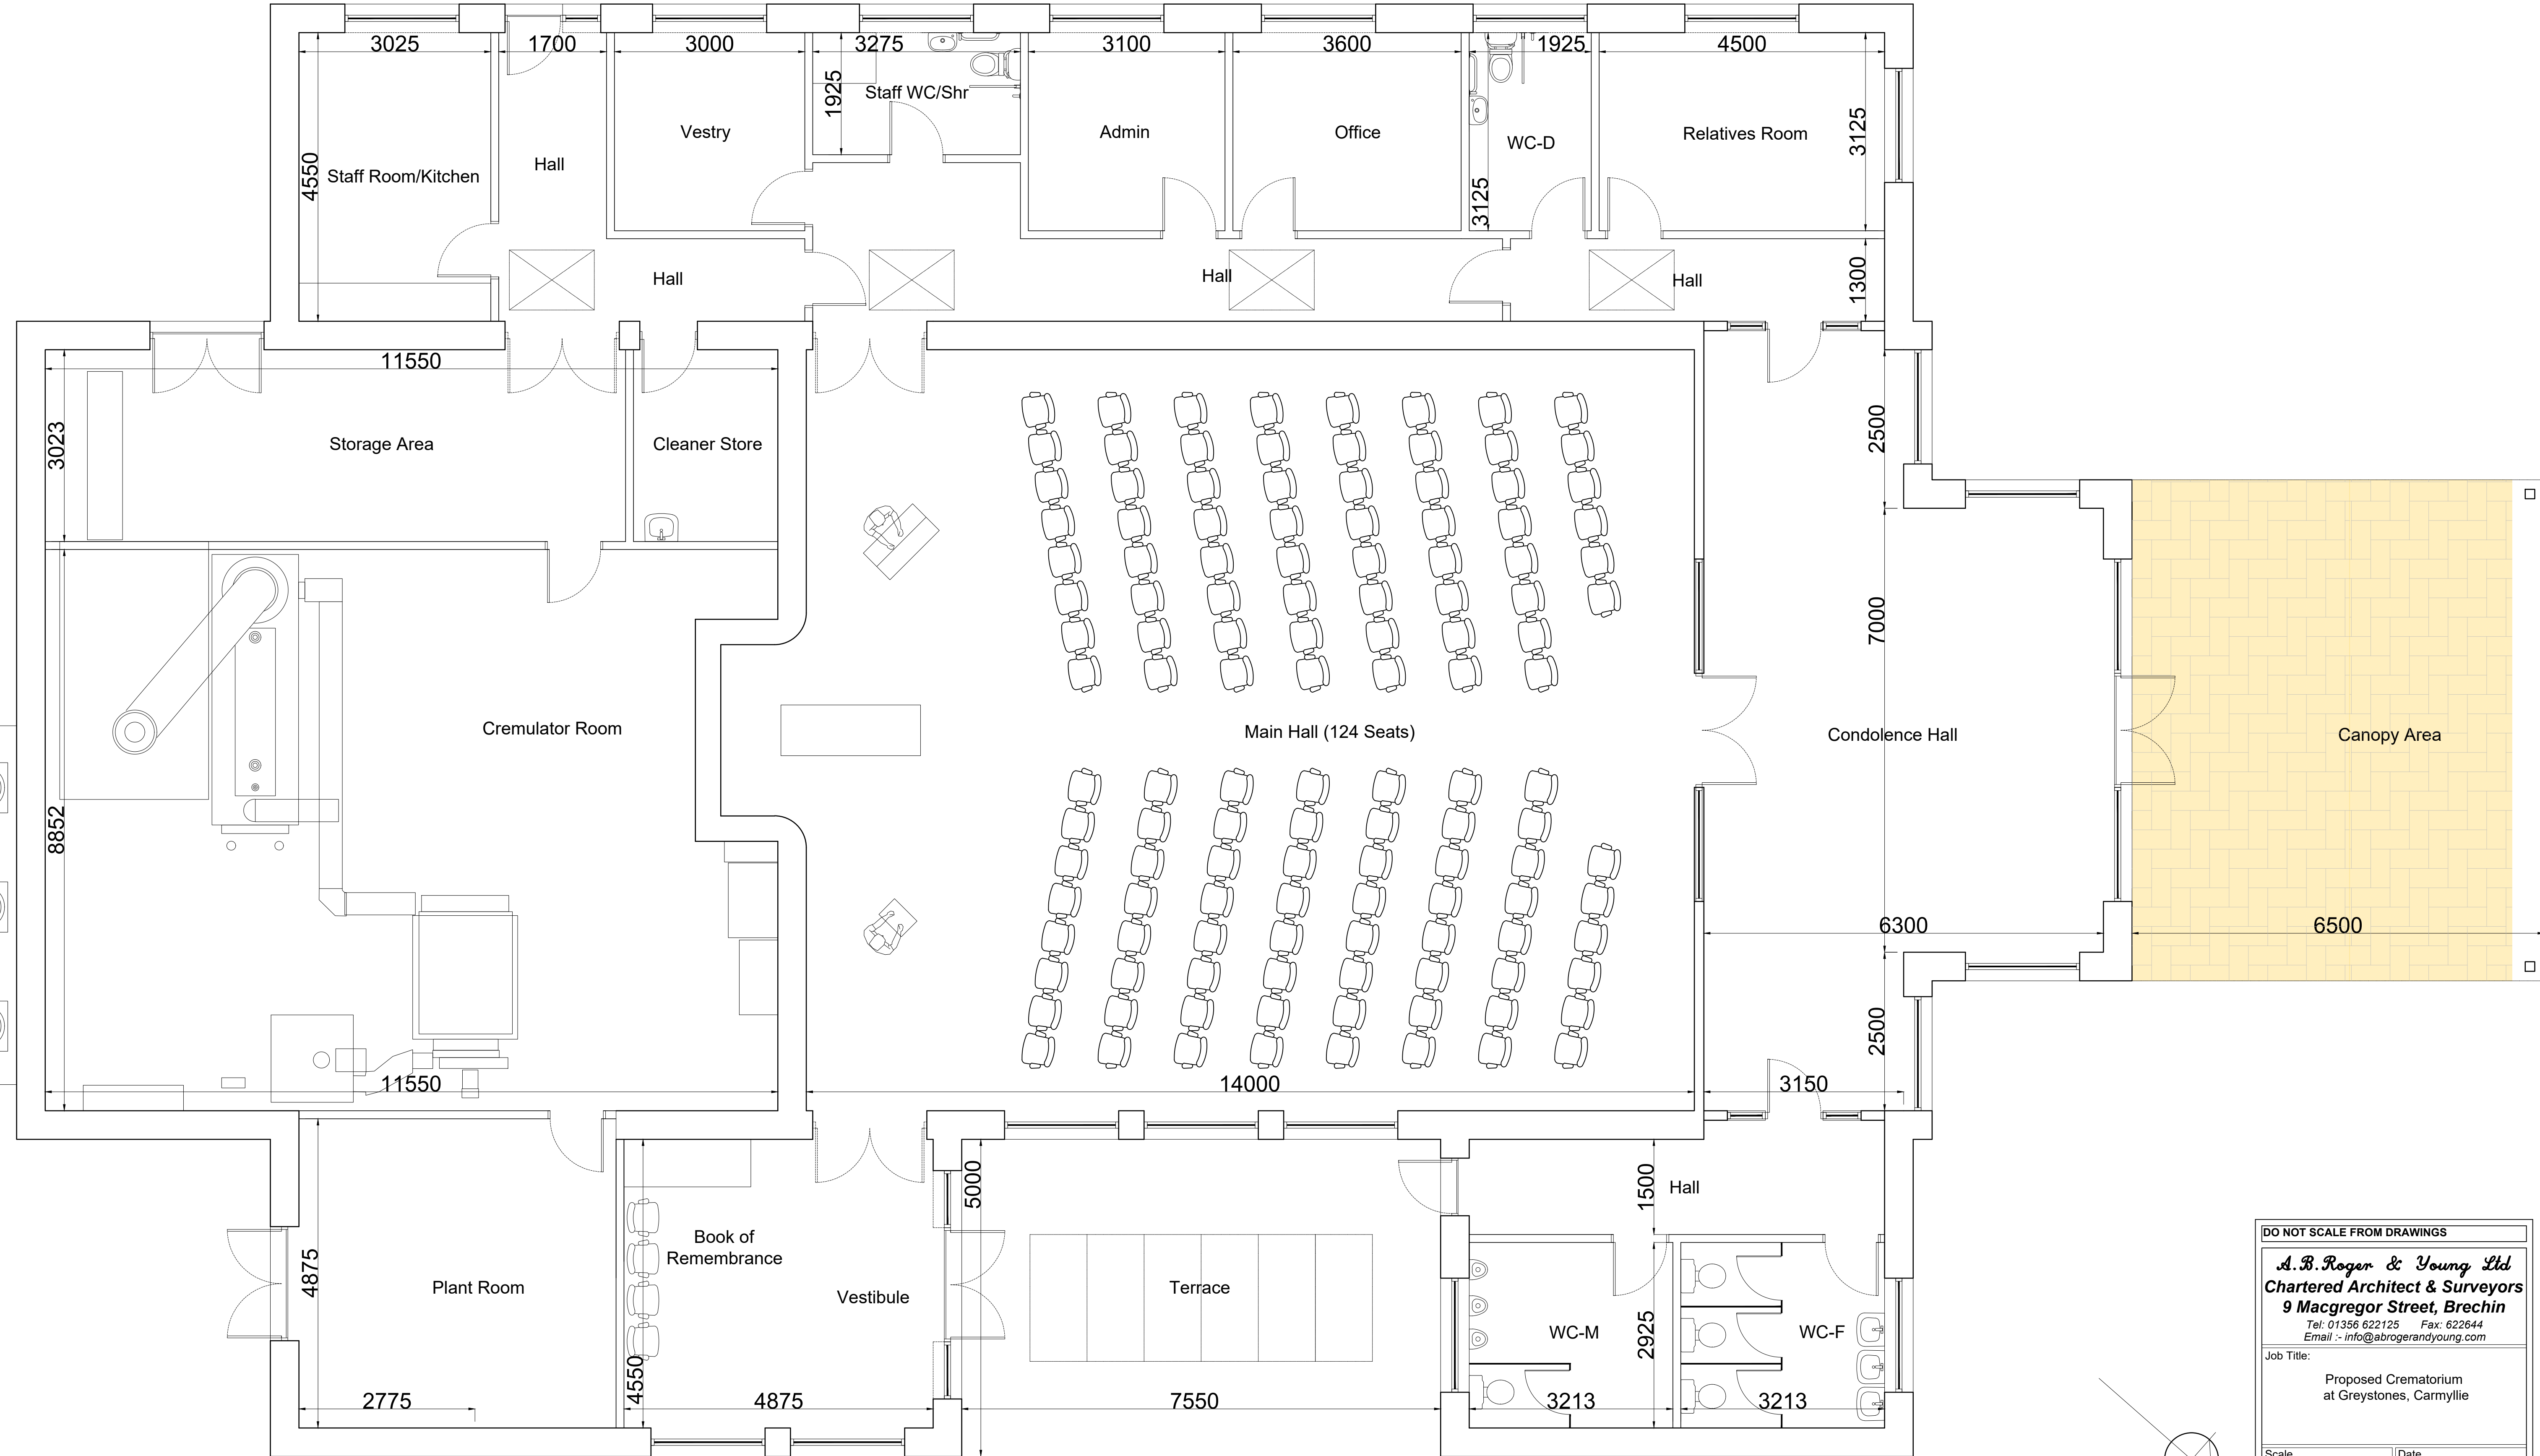 3025
1700
3000
3275
3100
3600
1925
4500
1925
Staff WC/Shr
Vestry
Admin
Office
WC-D
Relatives Room
3125
4550
Staff Room/Kitchen
Hall
3125
Hall
Hall
Hall
1300
11550
3023
Storage Area
Cleaner Store
2500
7000
Cremulator Room
Main Hall (124 Seats)
Condolence Hall
Canopy Area
8852
6300
6500
2500
11550
14000
3150
5000
1500
Hall
Book of
Remembrance
4875
Plant Room
Vestibule
Terrace
WC-M
2925
WC-F
4550
2775
4875
7550
3213
3213
DO NOT SCALE FROM DRAWINGS
A.B.Roger & Young Ltd
Chartered Architect & Surveyors
9 Macgregor Street, Brechin
Tel: 01356 622125 Fax: 622644
Email :- info@abrogerandyoung.com
Job Title:
Proposed Crematorium
at Greystones, Carmyllie
Scale
Date